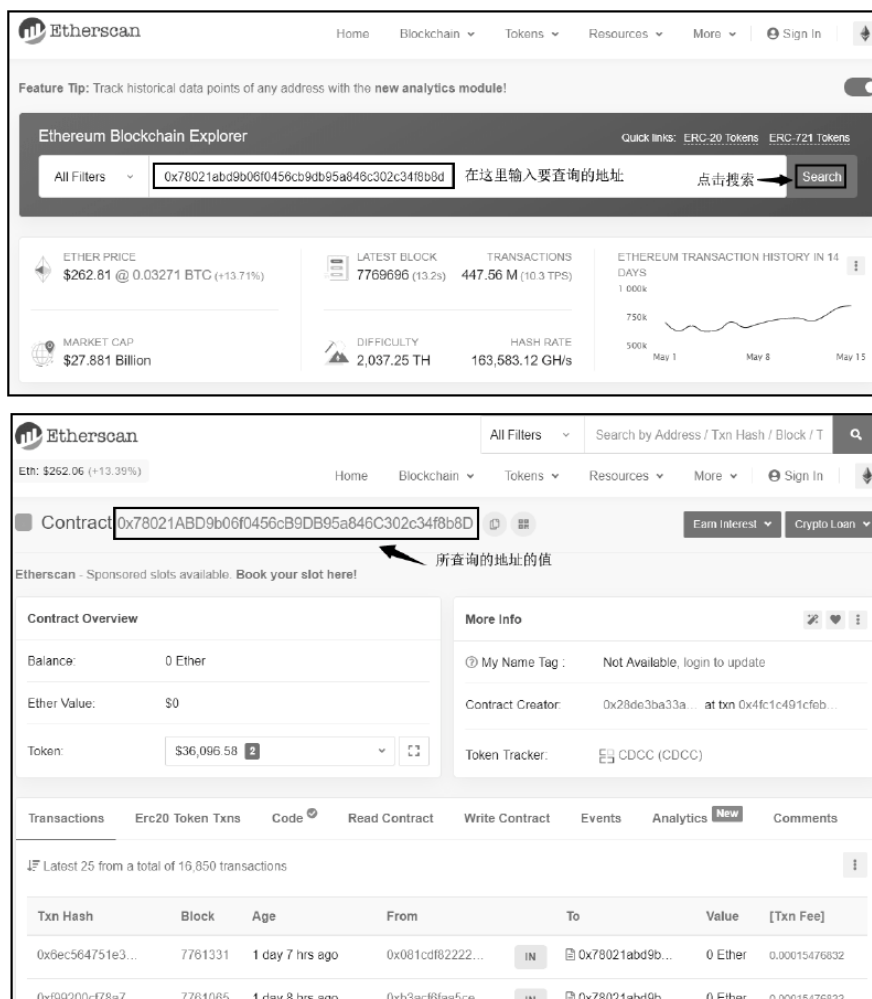 Etherscan
Home Blockchain Tokens Resources More Sign In
Feature Tip: Track historical data points of any address with the new analytics module!
Ethereum Blockchain Explorer
Quick links: ERC-20 Tokens ERC-721 Tokens
All Filters 0x78021abd9b06f0456cb9db95a846c302c34f8b8d 在这里输入要查询的地址 点击搜索 Search
ETHER PRICE LATEST BLOCK TRANSACTIONS ETHEREUM TRANSACTION HISTORY IN 14 DAYS
$262.81 @ 0.03271 BTC (+13.71%) 7769696 (13.2s) 447.56 M (10.3 TPS)
1 000k
750k
500k
May 1 May 8 May 15
MARKET CAP DIFFICULTY HASH RATE
$27.881 Billion 2,037.25 TH 163,583.12 GH/s
Etherscan All Filters Search by Address / Txn Hash / Block / T
Eth: $262.06 (+13.39%) Home Blockchain Tokens Resources More Sign In
Contract 0x78021ABD9b06f0456cB9DB95a846C302c34f8b8D Earn Interest Crypto Loan
所查询的地址的值
Etherscan - Sponsored slots available. Book your slot here!
Contract Overview More Info
Balance: 0 Ether My Name Tag : Not Available, login to update
Ether Value: $0 Contract Creator: 0x28de3ba33a... at txn 0x4fc1c491cfeb...
Token: $36,096.58 2 Token Tracker: CDCC (CDCC)
Transactions Erc20 Token Txns Code Read Contract Write Contract Events Analytics New Comments
Latest 25 from a total of 16,850 transactions
Txn Hash Block Age From To Value [Txn Fee]
0x6ec564751e3... 7761331 1 day 7 hrs ago 0x081cdf82222... IN 0x78021abd9b... 0 Ether 0.00015476832
7761065 1 day 8 hrs ago IN 0x78021abd9b 0 Ether